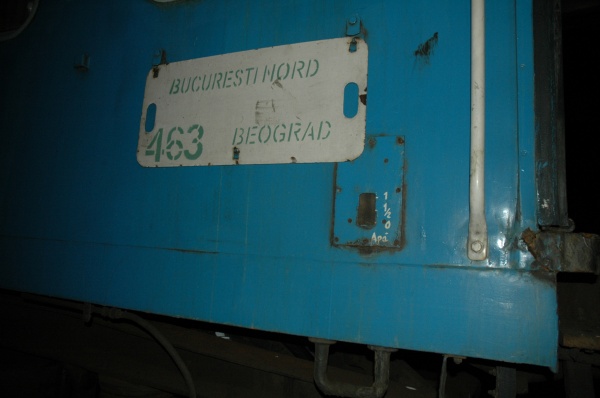 BUCURESTI NORD
463 BEOGRAD
1
1/2
0
Apă